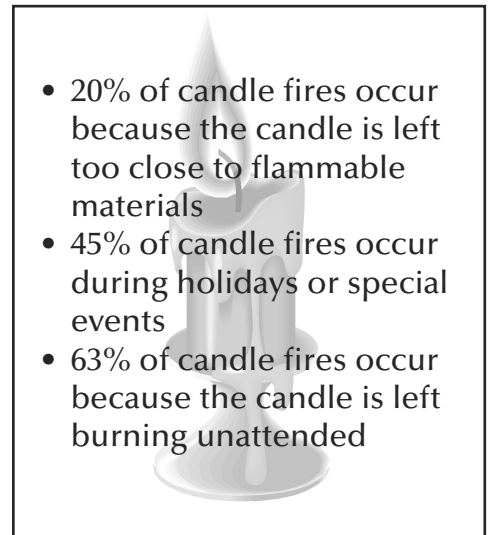 • 20% of candle fires occur
because the candle is left
too close to flammable
materials
• 45% of candle fires occur
during holidays or special
events
• 63% of candle fires occur
because the candle is left
burning unattended